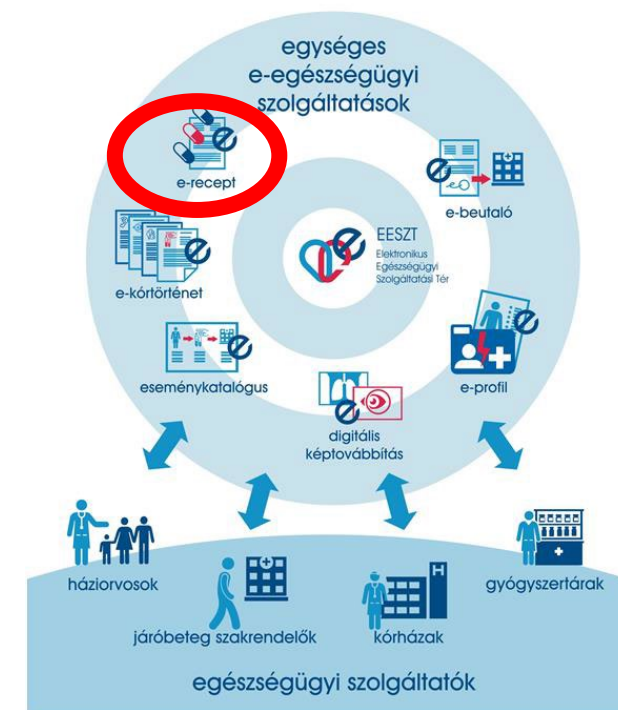 egységes
e-egészségügyi
szolgáltatások
e-recept
e-beutaló
EESZT
Elektronikus
Egészségügyi
Szolgáltatási Tér
e-kórtörténet
eseménykatalógus
e-profil
digitális
képtovábbítás
háziorvosok
gyógyszertárak
H
járóbeteg szakrendelők
kórházak
egészségügyi szolgáltatók